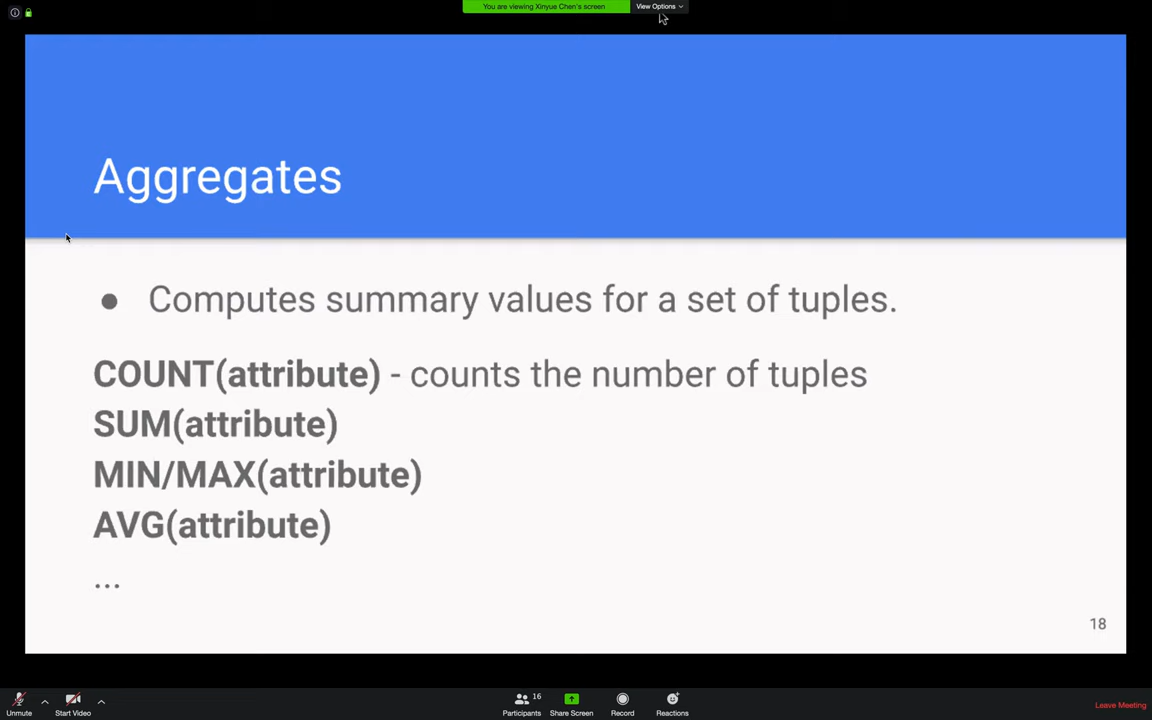 You are viewing Xinyue Chen's screen
View Options
Aggregates
● Computes summary values for a set of tuples.
COUNT(attribute) - counts the number of tuples
SUM(attribute)
MIN/MAX(attribute)
AVG(attribute)
...
18
Unmute
Start Video
Participants
16
Share Screen
Record
Reactions
Leave Meeting